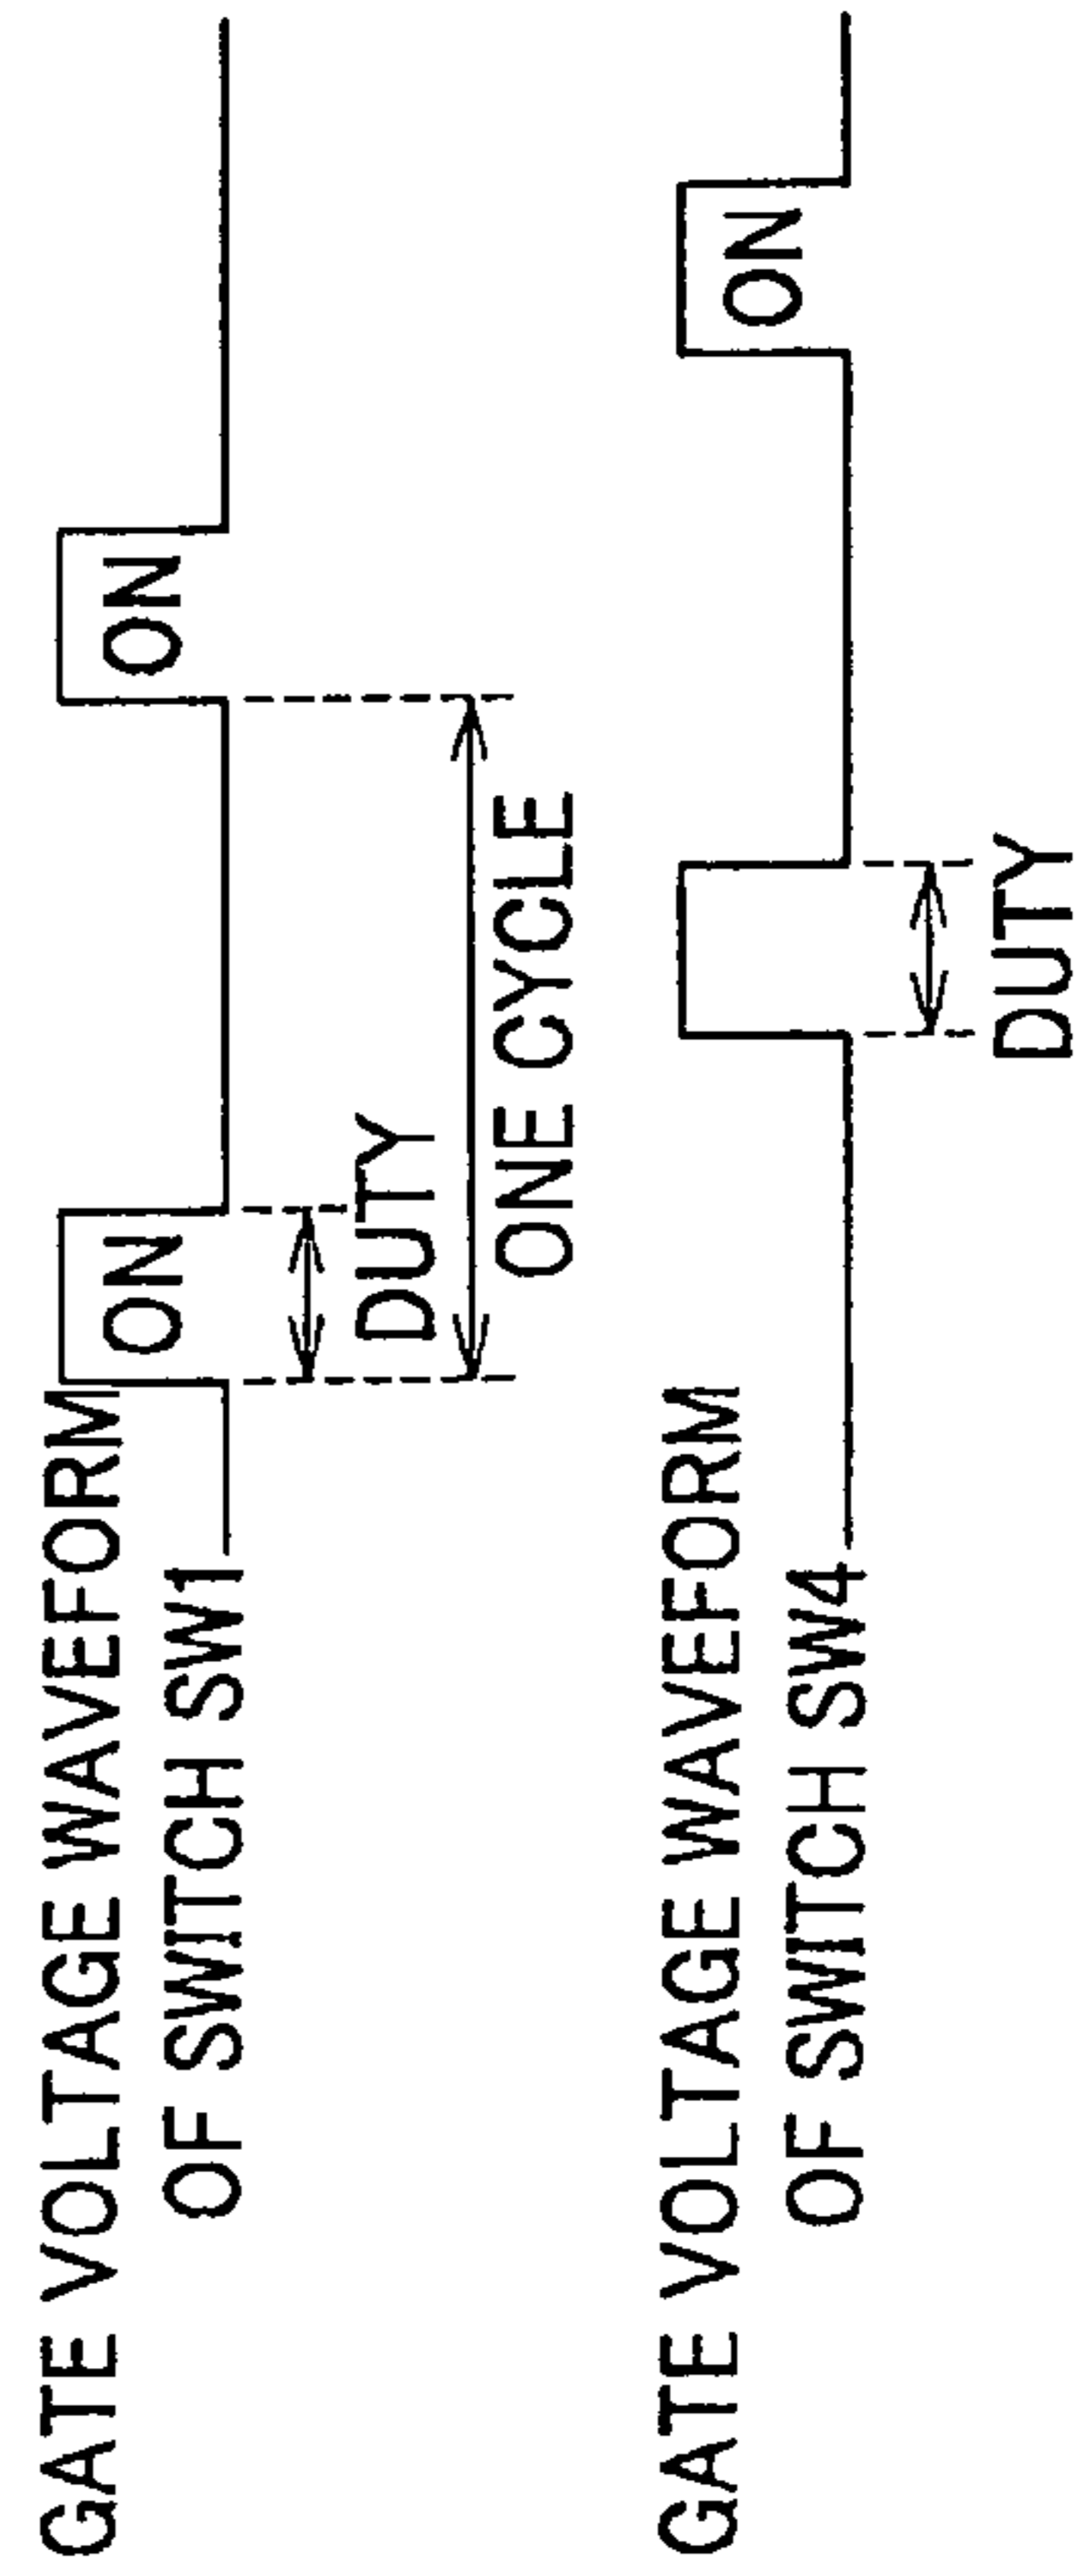 GATE VOLTAGE WAVEFORM
OF SWITCH SW1
ON
ON
DUTY
ONE CYCLE
GATE VOLTAGE WAVEFORM
OF SWITCH SW4
ON
DUTY